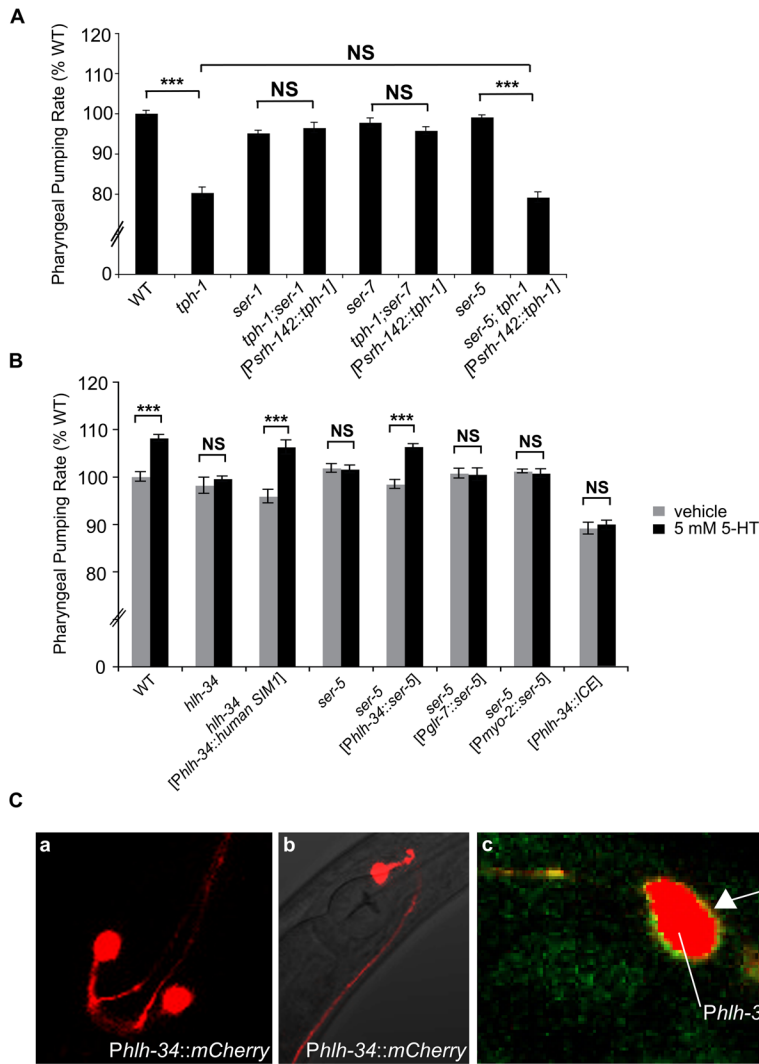 A
Pharyngeal Pumping Rate (% WT)
120
110
100
90
80
0
***
NS
NS
NS
***
WT
tph-1
ser-1
tph-1;ser-1
[Psrh-142::tph-1]
ser-7
tph-1;ser-7
[Psrh-142::tph-1]
ser-5
ser-5; tph-1
[Psrh-142::tph-1]
B
Pharyngeal Pumping Rate (% WT)
120
110
100
90
80
0
***
NS
***
NS
***
NS
NS
NS
vehicle
5 mM 5-HT
WT
hlh-34
hlh-34
[Phlh-34::human SIM1]
ser-5
ser-5
[Phlh-34::ser-5]
ser-5
[Pglr-7::ser-5]
ser-5
[Pmyo-2::ser-5]
[Phlh-34::ICE]
C
a
Phlh-34::mCherry
b
Phlh-34::mCherry
c
Phlh-3